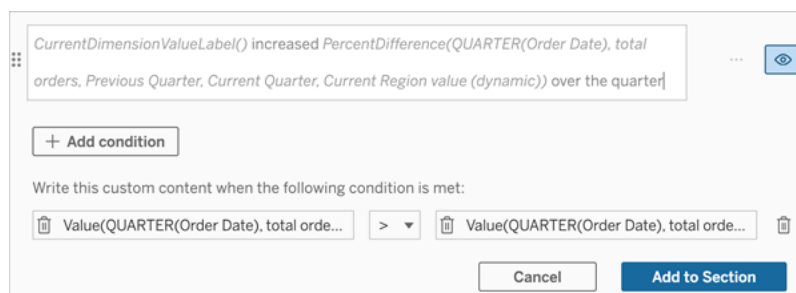 CurrentDimensionValueLabel() increased PercentDifference(QUARTER(Order Date), total
orders, Previous Quarter, Current Quarter, Current Region value (dynamic)) over the quarter
+ Add condition
Write this custom content when the following condition is met:
Value(QUARTER(Order Date), total orde... > Value(QUARTER(Order Date), total orde...
Cancel Add to Section